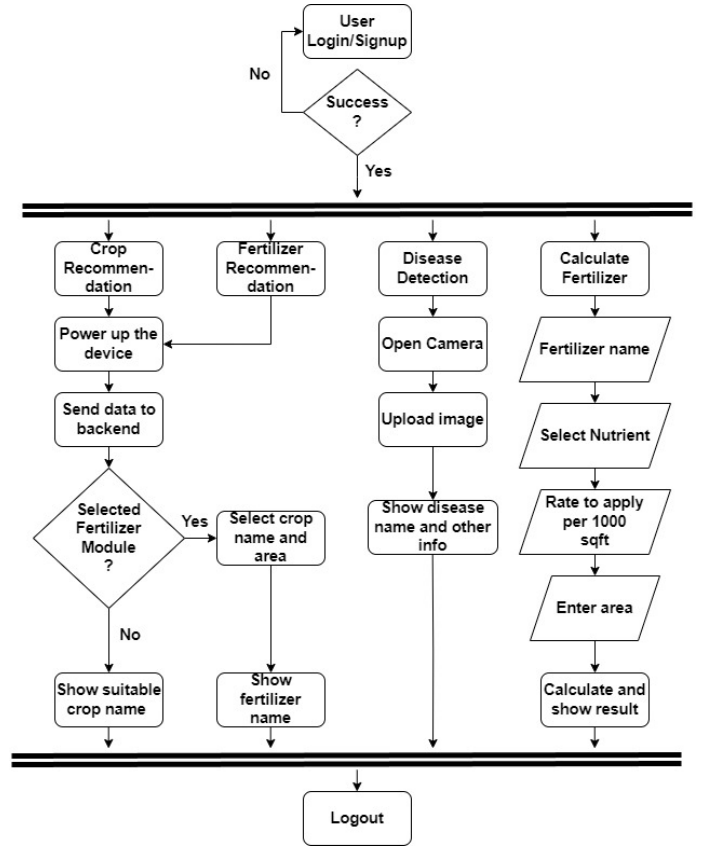 User
Login/Signup
No
Success
?
Yes
Crop
Recommen-
dation
Fertilizer
Recommen-
dation
Disease
Detection
Calculate
Fertilizer
Power up the
device
Open Camera
Fertilizer name
Send data to
backend
Upload image
Select Nutrient
Selected
Fertilizer
Module
?
Yes
Select crop
name and
area
Show disease
name and other
info
Rate to apply
per 1000
sqft
Enter area
No
Show suitable
crop name
Show
fertilizer
name
Calculate and
show result
Logout